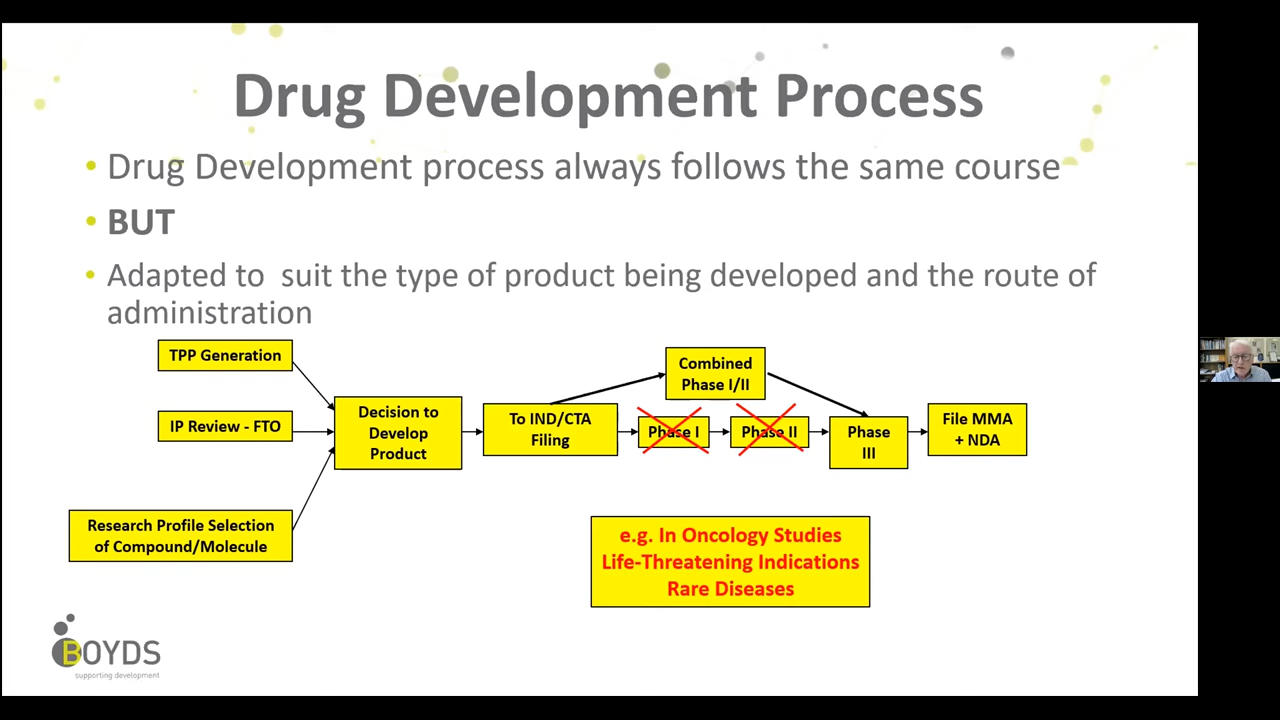 Drug Development Process
• Drug Development process always follows the same course
• BUT
• Adapted to suit the type of product being developed and the route of
administration
TPP Generation
IP Review - FTO
Research Profile Selection
of Compound/Molecule
Decision to
Develop
Product
To IND/CTA
Filing
Combined
Phase I/II
Phase I
Phase II
Phase
III
File MMA
+ NDA
e.g. In Oncology Studies
Life-Threatening Indications
Rare Diseases
BOYDS
supporting development